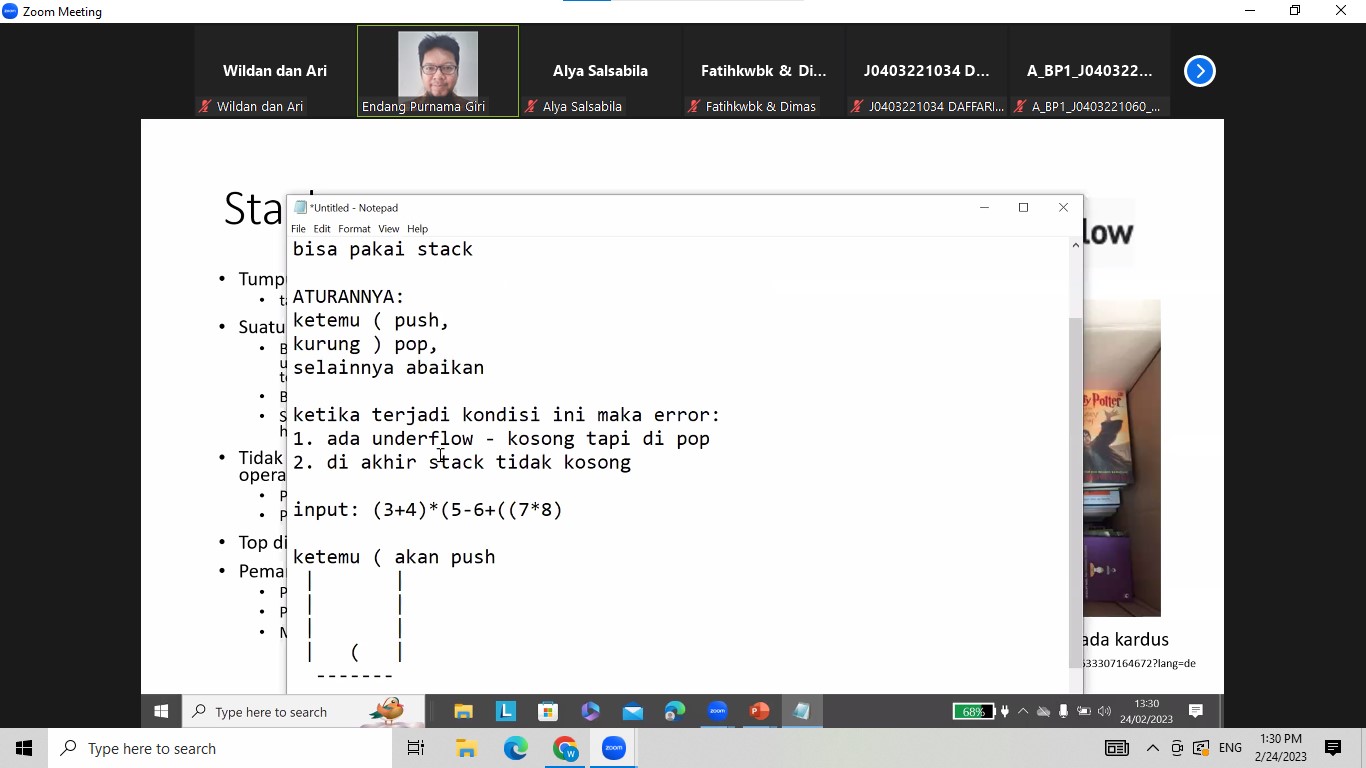 Zoom Meeting
Wildan dan Ari
Alya Salsabila
Fatihkwbk & Di...
J0403221034 D...
A_BP1_J040322...
Wildan dan Ari
Endang Purnama Giri
Alya Salsabila
Fatihkwbk & Dimas
J0403221034 DAFFARI...
A_BP1_J0403221060_...
*Untitled - Notepad
File Edit Format View Help
bisa pakai stack
ATURANNYA:
ketemu ( push,
kurung ) pop,
selainnya abaikan
ketika terjadi kondisi ini maka error:
1. ada underflow - kosong tapi di pop
2. di akhir stack tidak kosong
input: (3+4)*(5-6+((7*8)
ketemu ( akan push
| |
| |
| |
| ( |
-------
• Tidak
opera
• Top di
low
ada kardus
533307164672?lang=de
Type here to search
68%
13:30
24/02/2023
Type here to search
zoom
ENG
1:30 PM
2/24/2023